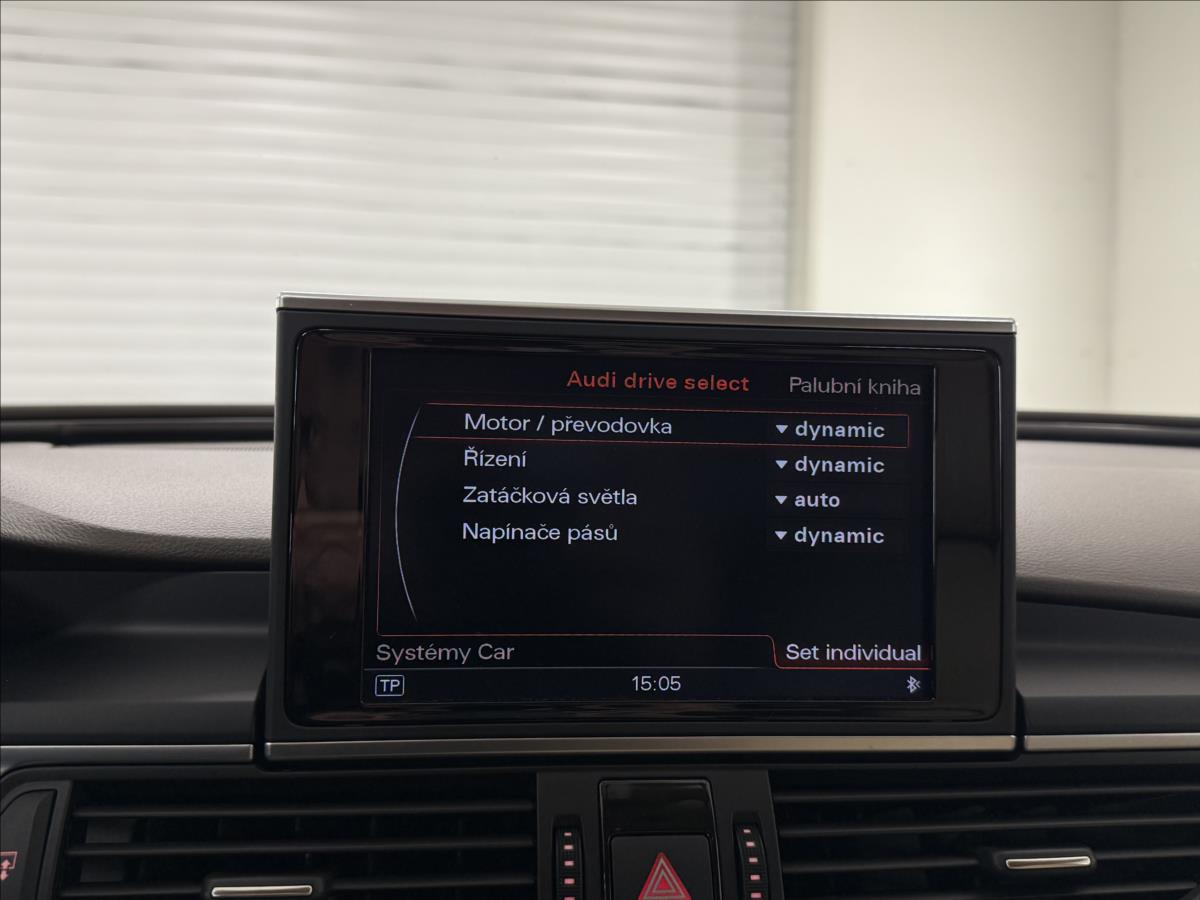 Audi drive select Palubní kniha
Motor / převodovka dynamic
Řízení dynamic
Zatáčková světla auto
Napínače pásů dynamic
Systémy Car Set individual
TP 15:05